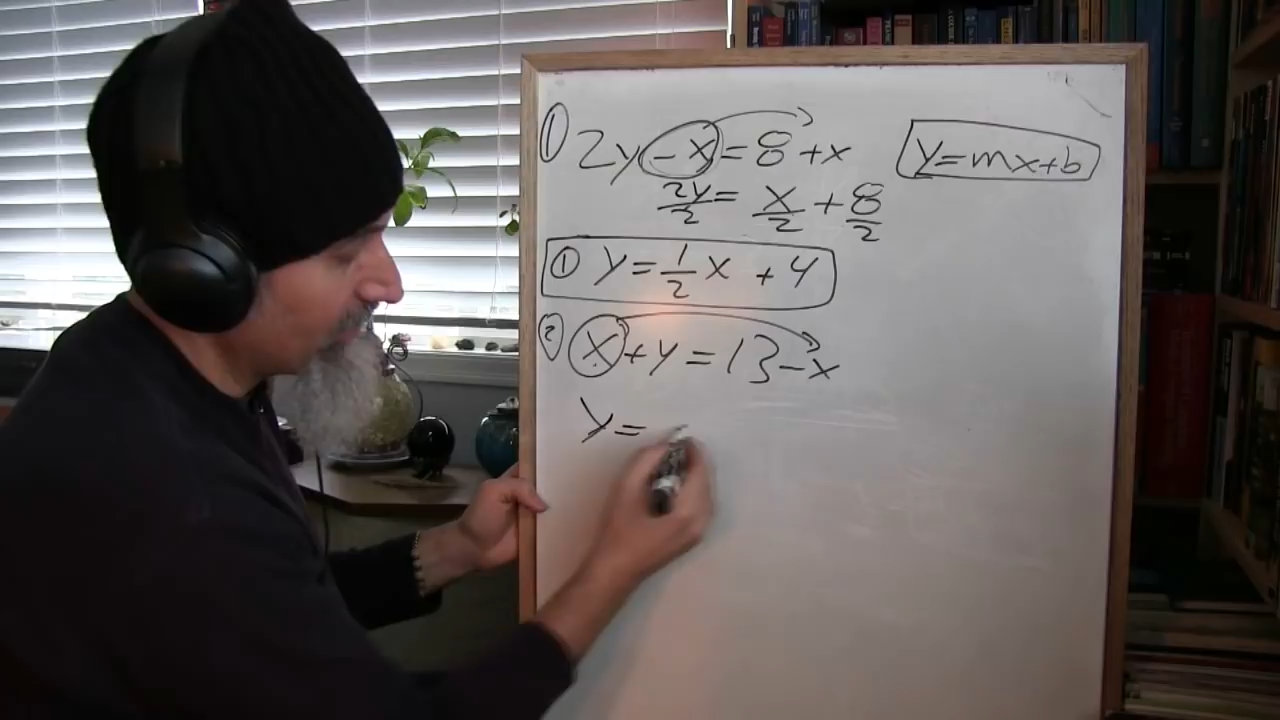 ① 2y -x = 8 +x
y=mx+b
2y/2 = x/2 + 8/2
① y = 1/2 x + 4
② x + y = 13 - x
y =